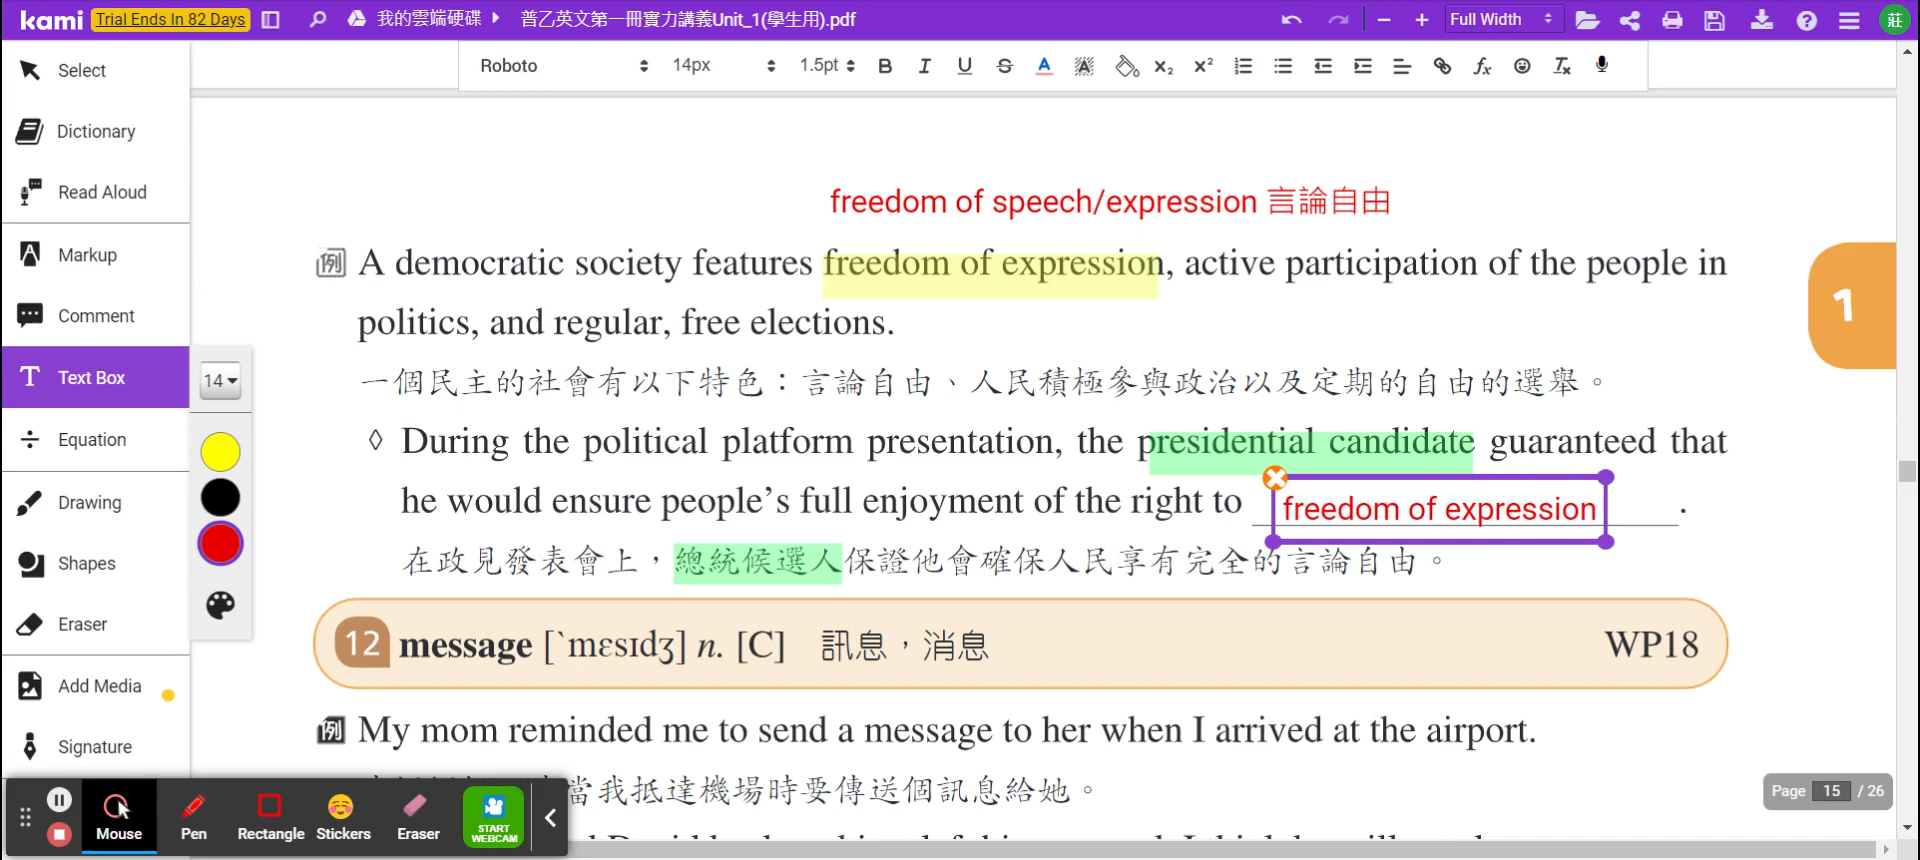 kami Trial Ends In 82 Days 我的雲端硬碟 普乙英文第一冊實力講義Unit_1(學生用).pdf Full Width 莊
Roboto 14px 1.5pt B I U S A A X₂ X² fx Tx
Select
Dictionary
Read Aloud
Markup
Comment
Text Box
14
Equation
Drawing
Shapes
Eraser
Add Media
Signature
freedom of speech/expression 言論自由
例 A democratic society features freedom of expression, active participation of the people in
politics, and regular, free elections.
一個民主的社會有以下特色：言論自由、人民積極參與政治以及定期的自由的選舉。
1
◊ During the political platform presentation, the presidential candidate guaranteed that
he would ensure people’s full enjoyment of the right to freedom of expression.
在政見發表會上，總統候選人保證他會確保人民享有完全的言論自由。
12 message [ˋmɛsɪdʒ] n. [C] 訊息，消息 WP18
例 My mom reminded me to send a message to her when I arrived at the airport.
當我抵達機場時要傳送個訊息給她。
Page 15 / 26
Mouse Pen Rectangle Stickers Eraser START WEBCAM